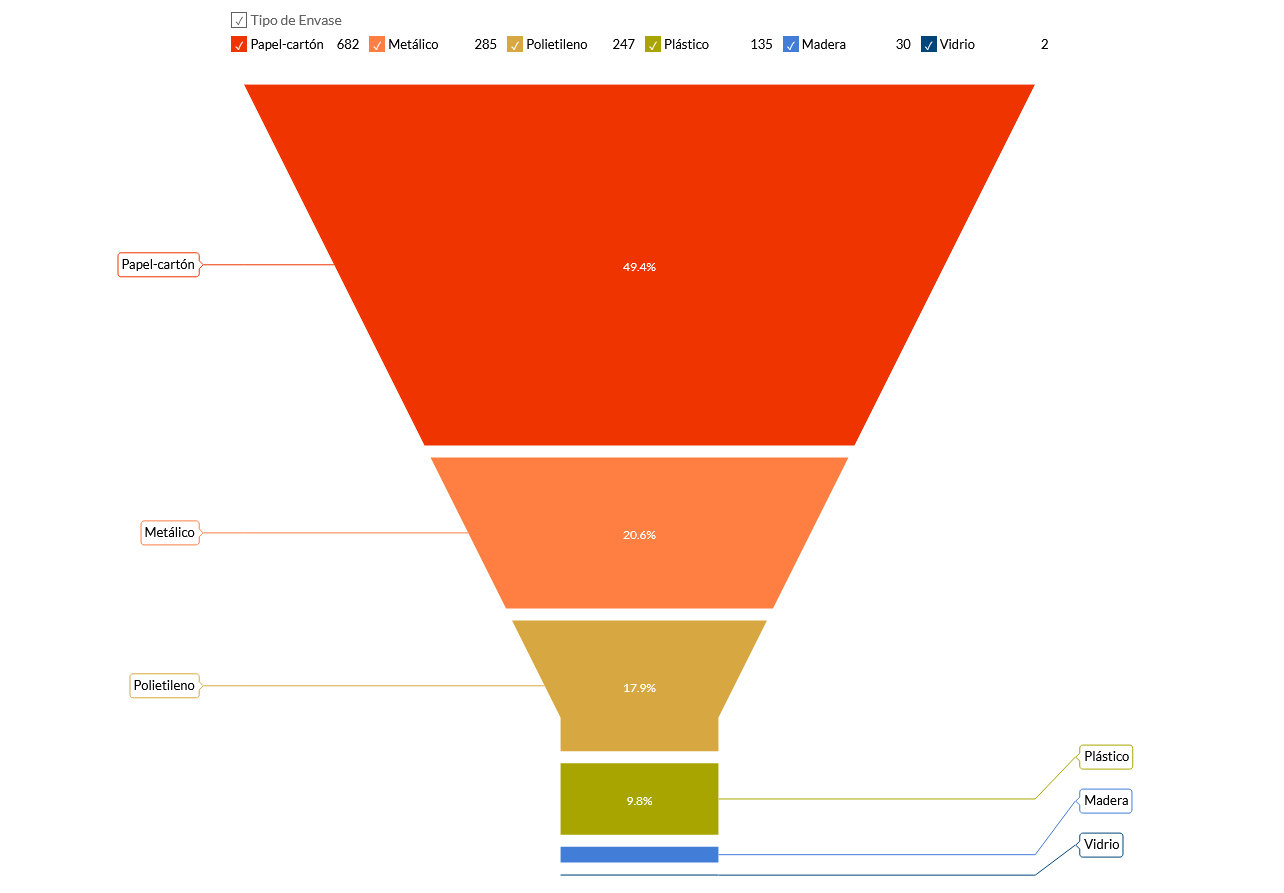 Tipo de Envase
Papel-cartón 682 Metálico 285 Polietileno 247 Plástico 135 Madera 30 Vidrio 2
Papel-cartón
49.4%
Metálico
20.6%
Polietileno
17.9%
Plástico
9.8%
Madera
Vidrio